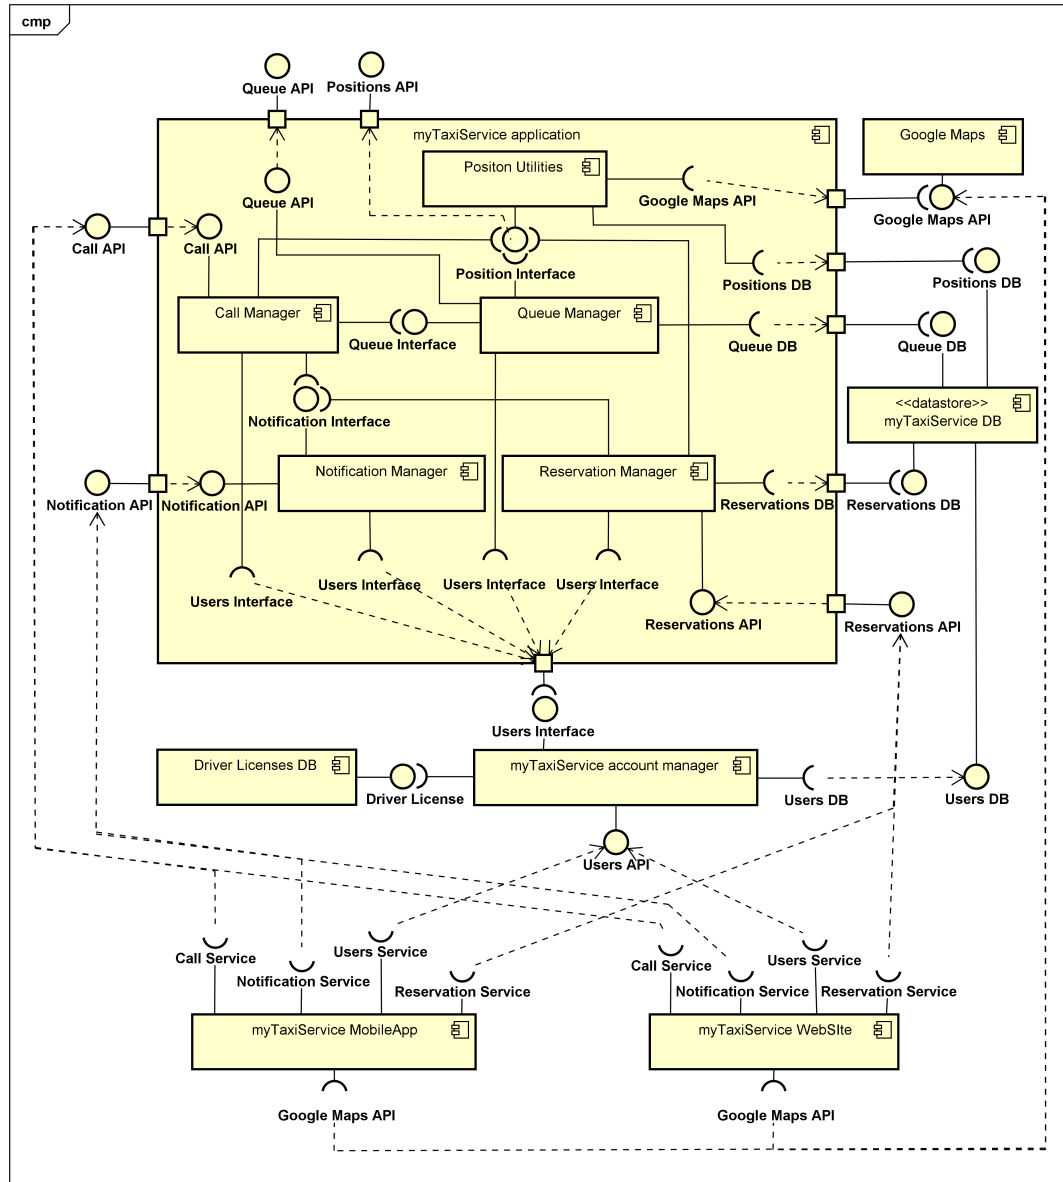 cmp
Queue API
Positions API
myTaxiService application
Google Maps
Positon Utilities
Queue API
Google Maps API
Google Maps API
Call API
Call API
Position Interface
Positions DB
Positions DB
Call Manager
Queue Manager
Queue Interface
Queue DB
Queue DB
<<datastore>>
myTaxiService DB
Notification Interface
Notification Manager
Reservation Manager
Notification API
Notification API
Reservations DB
Reservations DB
Users Interface
Users Interface
Users Interface
Users Interface
Reservations API
Reservations API
Users Interface
Driver Licenses DB
myTaxiService account manager
Driver License
Users DB
Users DB
Users API
Call Service
Users Service
Notification Service
Reservation Service
Call Service
Users Service
Notification Service
Reservation Service
myTaxiService MobileApp
myTaxiService WebSIte
Google Maps API
Google Maps API